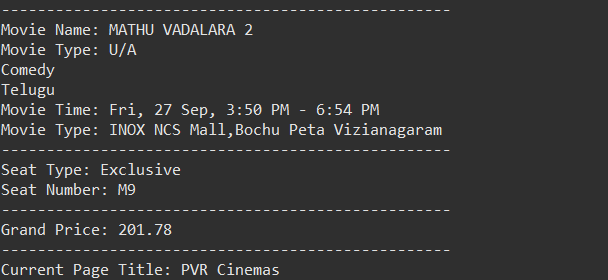 -------------------------------------------------
Movie Name: MATHU VADALARA 2
Movie Type: U/A
Comedy
Telugu
Movie Time: Fri, 27 Sep, 3:50 PM - 6:54 PM
Movie Type: INOX NCS Mall,Bochu Peta Vizianagaram
-------------------------------------------------
Seat Type: Exclusive
Seat Number: M9
-------------------------------------------------
Grand Price: 201.78
-------------------------------------------------
Current Page Title: PVR Cinemas